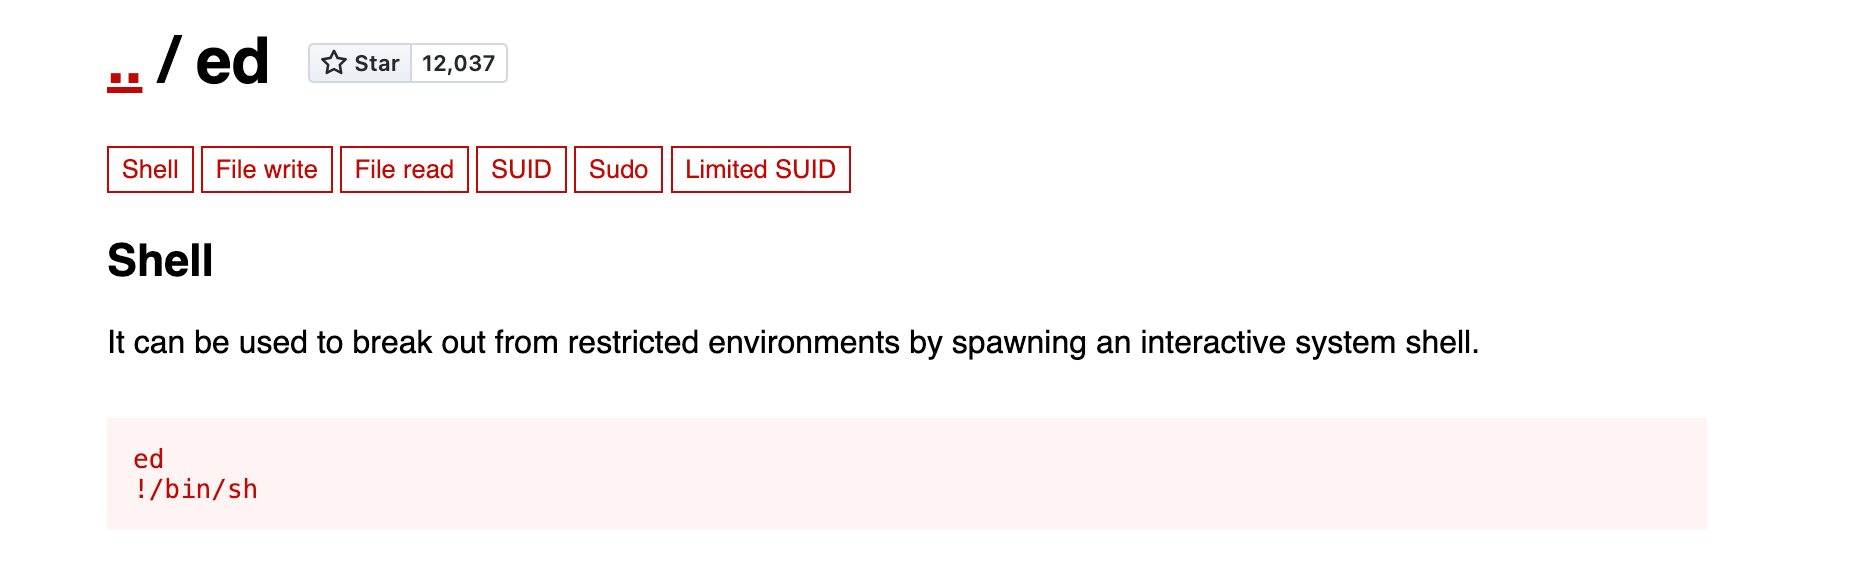 .. / ed
Star 12,037
Shell File write File read SUID Sudo Limited SUID
Shell
It can be used to break out from restricted environments by spawning an interactive system shell.
ed
!/bin/sh